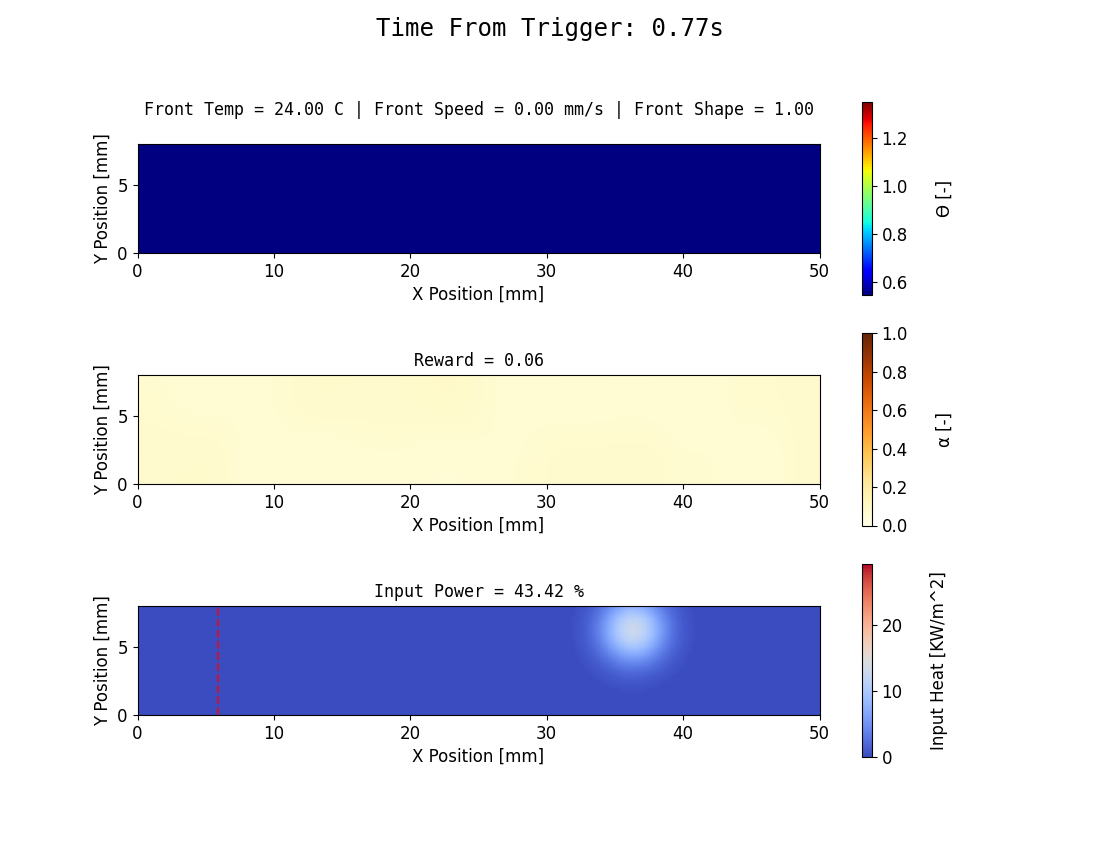 Time From Trigger: 0.77s
Front Temp = 24.00 C | Front Speed = 0.00 mm/s | Front Shape = 1.00
Y Position [mm]
5
0
0 10 20 30 40 50
X Position [mm]
1.2
1.0
0.8
0.6
Θ [-]
Reward = 0.06
Y Position [mm]
5
0
0 10 20 30 40 50
X Position [mm]
1.0
0.8
0.6
0.4
0.2
0.0
α [-]
Input Power = 43.42 %
Y Position [mm]
5
0
0 10 20 30 40 50
X Position [mm]
20
10
0
Input Heat [KW/m^2]